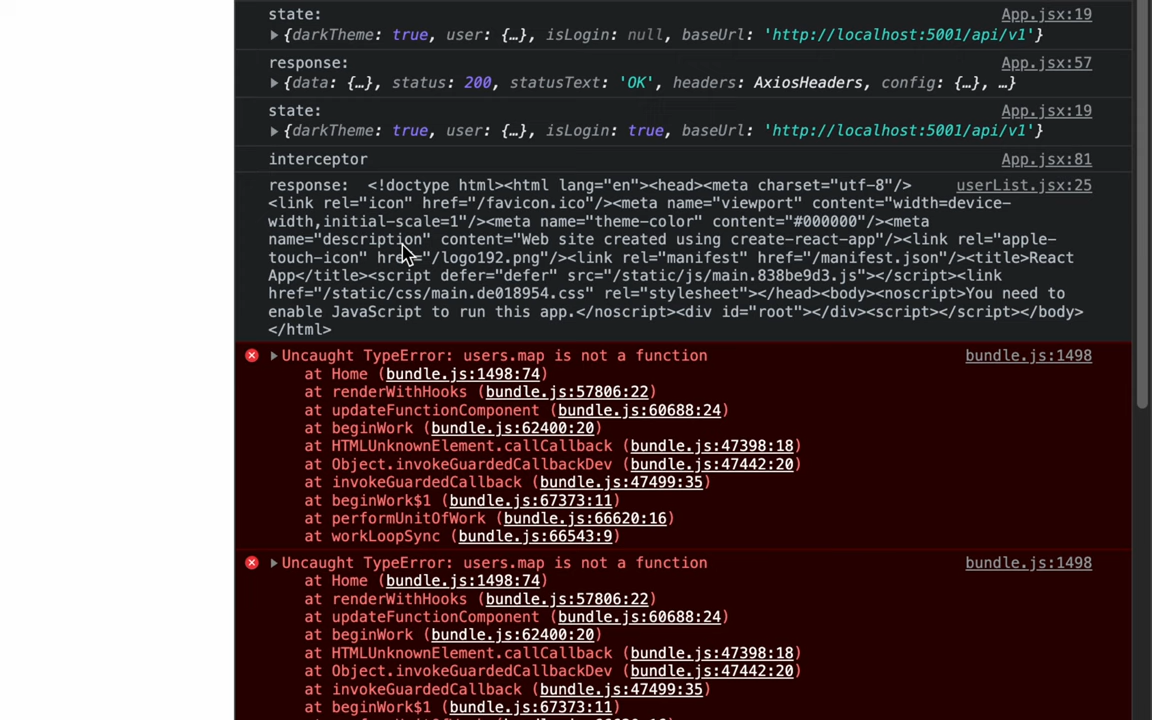 state: App.jsx:19
▶{darkTheme: true, user: {…}, isLogin: null, baseUrl: 'http://localhost:5001/api/v1'}
response: App.jsx:57
▶{data: {…}, status: 200, statusText: 'OK', headers: AxiosHeaders, config: {…}, …}
state: App.jsx:19
▶{darkTheme: true, user: {…}, isLogin: true, baseUrl: 'http://localhost:5001/api/v1'}
interceptor App.jsx:81
response:  <!doctype html><html lang="en"><head><meta charset="utf-8"/> userList.jsx:25
<link rel="icon" href="/favicon.ico"/><meta name="viewport" content="width=device-
width,initial-scale=1"/><meta name="theme-color" content="#000000"/><meta
name="description" content="Web site created using create-react-app"/><link rel="apple-
touch-icon" href="/logo192.png"/><link rel="manifest" href="/manifest.json"/><title>React
App</title><script defer="defer" src="/static/js/main.838be9d3.js"></script><link
href="/static/css/main.de018954.css" rel="stylesheet"></head><body><noscript>You need to
enable JavaScript to run this app.</noscript><div id="root"></div><script></script></body>
</html>
▶Uncaught TypeError: users.map is not a function bundle.js:1498
at Home (bundle.js:1498:74)
at renderWithHooks (bundle.js:57806:22)
at updateFunctionComponent (bundle.js:60688:24)
at beginWork (bundle.js:62400:20)
at HTMLUnknownElement.callCallback (bundle.js:47398:18)
at Object.invokeGuardedCallbackDev (bundle.js:47442:20)
at invokeGuardedCallback (bundle.js:47499:35)
at beginWork$1 (bundle.js:67373:11)
at performUnitOfWork (bundle.js:66620:16)
at workLoopSync (bundle.js:66543:9)
▶Uncaught TypeError: users.map is not a function bundle.js:1498
at Home (bundle.js:1498:74)
at renderWithHooks (bundle.js:57806:22)
at updateFunctionComponent (bundle.js:60688:24)
at beginWork (bundle.js:62400:20)
at HTMLUnknownElement.callCallback (bundle.js:47398:18)
at Object.invokeGuardedCallbackDev (bundle.js:47442:20)
at invokeGuardedCallback (bundle.js:47499:35)
at beginWork$1 (bundle.js:67373:11)